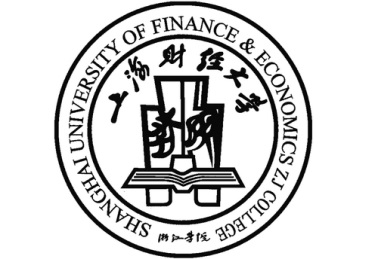 SHANGHAI UNIVERSITY OF FINANCE & ECONOMICS ZJ COLLEGE
上海财经大学
浙江学院